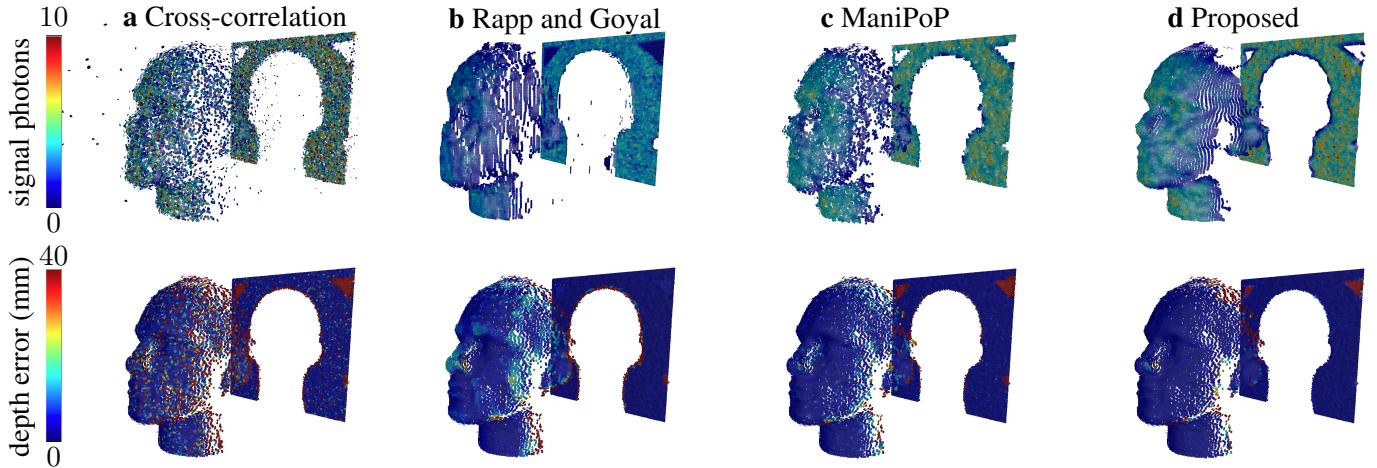 a Cross-correlation
b Rapp and Goyal
c ManiPoP
d Proposed
10
signal photons
0
40
depth error (mm)
0